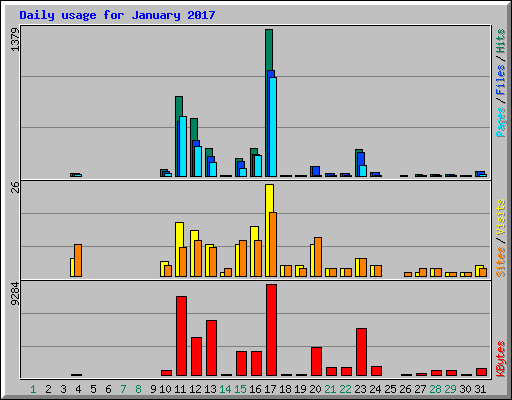 Daily usage for January 2017
1379
Pages / Files / Hits
26
Sites / Visits
9284
KBytes
1 2 3 4 5 6 7 8 9 10 11 12 13 14 15 16 17 18 19 20 21 22 23 24 25 26 27 28 29 30 31